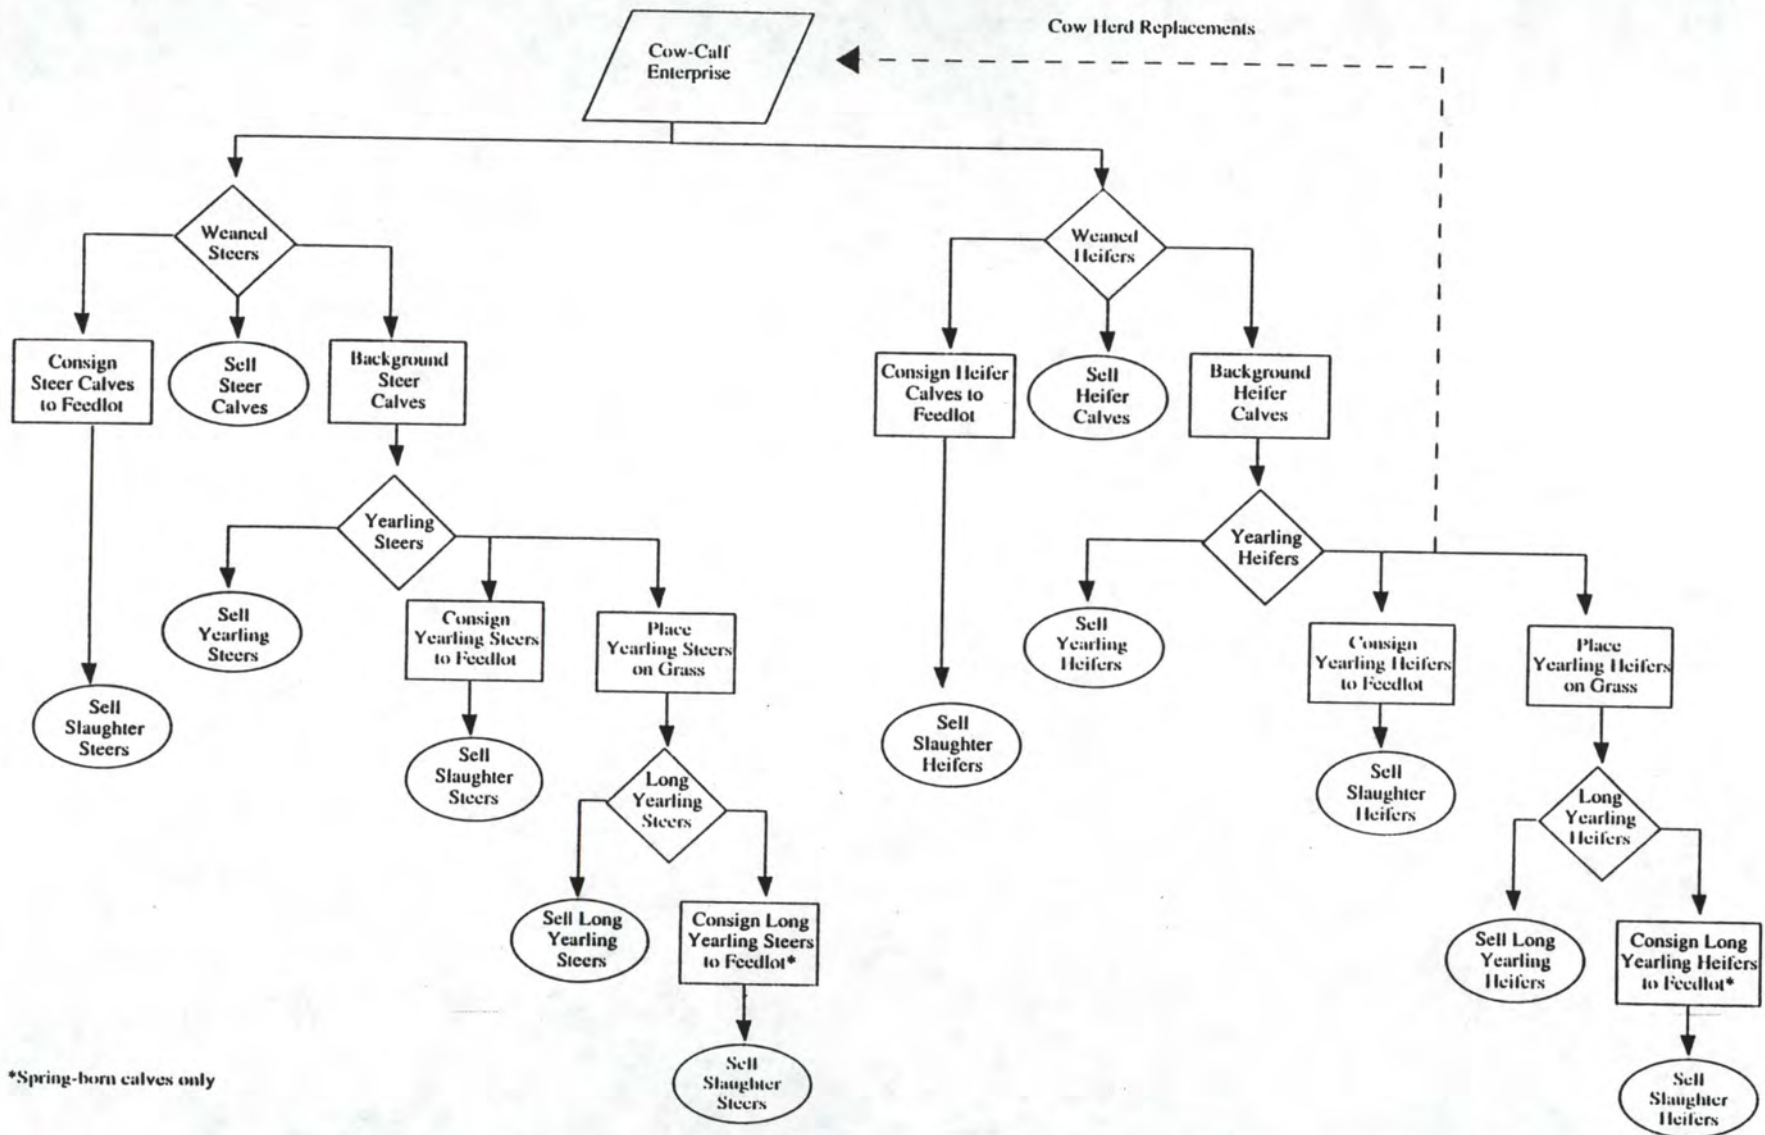 Cow Herd Replacements
Cow-Calf
Enterprise
Weaned
Steers
Weaned
Heifers
Consign
Steer Calves
to Feedlot
Sell
Steer
Calves
Background
Steer
Calves
Consign Heifer
Calves to
Feedlot
Sell
Heifer
Calves
Background
Heifer
Calves
Yearling
Steers
Yearling
Heifers
Sell
Yearling
Steers
Consign
Yearling Steers
to Feedlot
Place
Yearling Steers
on Grass
Sell
Yearling
Heifers
Consign
Yearling Heifers
to Feedlot
Place
Yearling Heifers
on Grass
Sell
Slaughter
Steers
Sell
Slaughter
Steers
Long
Yearling
Steers
Sell
Slaughter
Heifers
Sell
Slaughter
Heifers
Long
Yearling
Heifers
Sell Long
Yearling
Steers
Consign Long
Yearling Steers
to Feedlot*
Sell Long
Yearling
Heifers
Consign Long
Yearling Heifers
to Feedlot*
Sell
Slaughter
Steers
Sell
Slaughter
Heifers
*Spring-born calves only